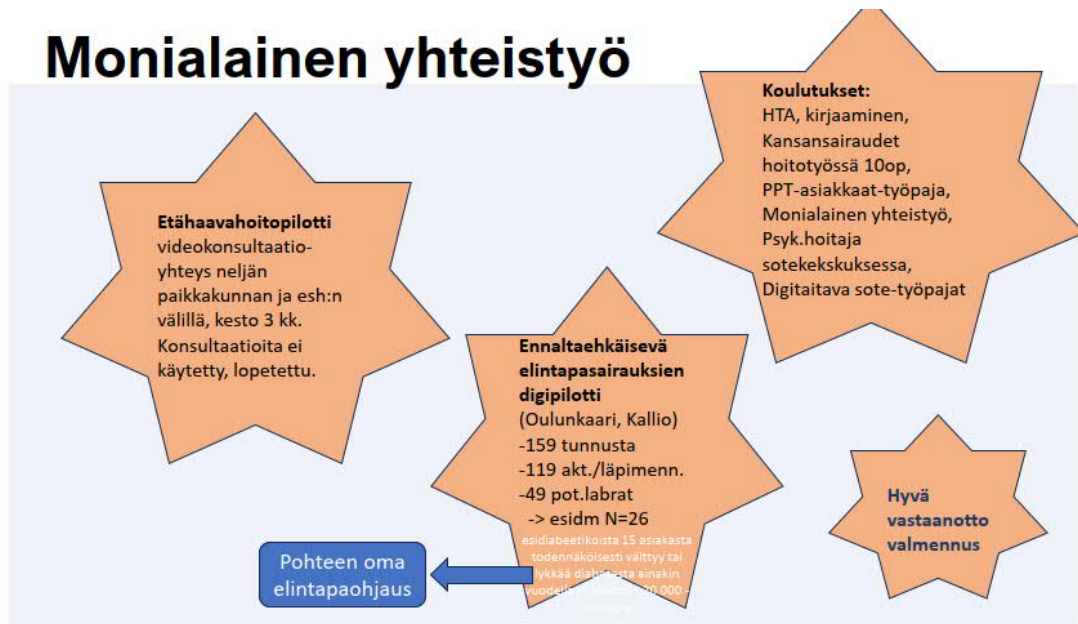 Monialainen yhteistyö
Etähaavahoitopilotti
videokonsultaatio-
yhteys neljän
paikkakunnan ja esh:n
välillä, kesto 3 kk.
Konsultaatioita ei
käytetty, lopetettu.
Koulutukset:
HTA, kirjaaminen,
Kansansairaudet
hoitotyössä 10op,
PPT-asiakkaat-työpaja,
Monialainen yhteistyö,
Psyk.hoitaja
sotekekskuksessa,
Digitaitava sote-työpajat
Ennaltaehkäisevä
elintapasairauksien
digipilotti
(Oulunkaari, Kallio)
-159 tunnusta
-119 akt./läpimenn.
-49 pot.labrat
-> esidm N=26
esidiabeetikoista 15 asiakasta
todennäköisesti välttyy tai
lykkää diabetesta ainakin
Pohteen oma
elintapaohjaus
Hyvä
vastaanotto
valmennus